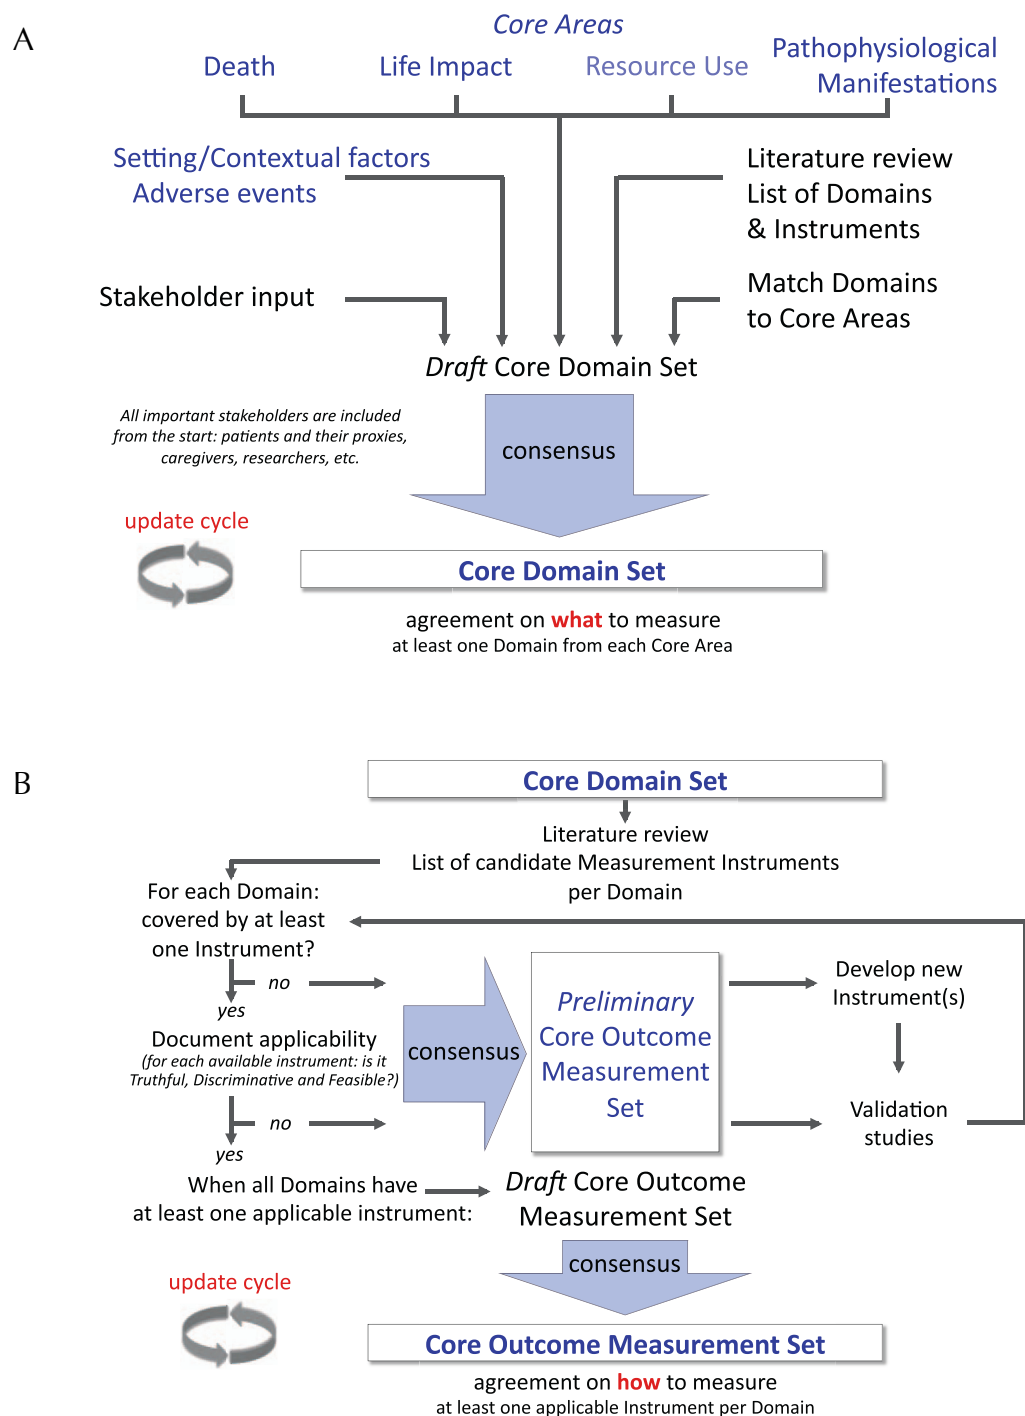 A
Core Areas
Death
Life Impact
Resource Use
Pathophysiological
Manifestations
Setting/Contextual factors
Adverse events
Literature review
List of Domains
& Instruments
Stakeholder input
Match Domains
to Core Areas
Draft Core Domain Set
All important stakeholders are included
from the start: patients and their proxies,
caregivers, researchers, etc.
consensus
update cycle
Core Domain Set
agreement on what to measure
at least one Domain from each Core Area
B
Core Domain Set
Literature review
List of candidate Measurement Instruments
per Domain
For each Domain:
covered by at least
one Instrument?
no
yes
Document applicability
(for each available instrument: is it
Truthful, Discriminative and Feasible?)
no
yes
consensus
Preliminary
Core Outcome
Measurement
Set
Develop new
Instrument(s)
Validation
studies
When all Domains have
at least one applicable instrument:
Draft Core Outcome
Measurement Set
consensus
update cycle
Core Outcome Measurement Set
agreement on how to measure
at least one applicable Instrument per Domain